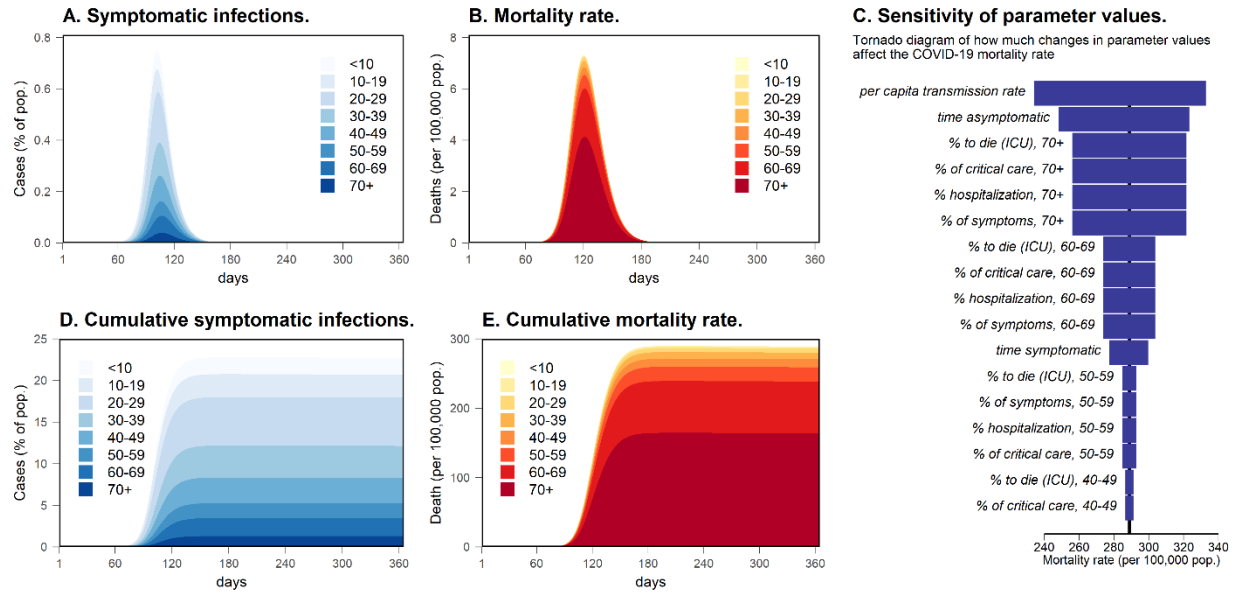 A. Symptomatic infections.
Cases (% of pop.)
0.8
0.6
0.4
0.2
0.0
<10
10-19
20-29
30-39
40-49
50-59
60-69
70+
1 60 120 180 240 300 360
days
B. Mortality rate.
Deaths (per 100,000 pop.)
8
6
4
2
0
<10
10-19
20-29
30-39
40-49
50-59
60-69
70+
1 60 120 180 240 300 360
days
C. Sensitivity of parameter values.
Tornado diagram of how much changes in parameter values
affect the COVID-19 mortality rate
per capita transmission rate
time asymptomatic
% to die (ICU), 70+
% of critical care, 70+
% hospitalization, 70+
% of symptoms, 70+
% to die (ICU), 60-69
% of critical care, 60-69
% hospitalization, 60-69
% of symptoms, 60-69
time symptomatic
% to die (ICU), 50-59
% of symptoms, 50-59
% hospitalization, 50-59
% of critical care, 50-59
% to die (ICU), 40-49
% of critical care, 40-49
240 260 280 300 320 340
Mortality rate (per 100,000 pop.)
D. Cumulative symptomatic infections.
Cases (% of pop.)
25
20
15
10
5
0
<10
10-19
20-29
30-39
40-49
50-59
60-69
70+
1 60 120 180 240 300 360
days
E. Cumulative mortality rate.
Death (per 100,000 pop.)
300
200
100
0
<10
10-19
20-29
30-39
40-49
50-59
60-69
70+
1 60 120 180 240 300 360
days